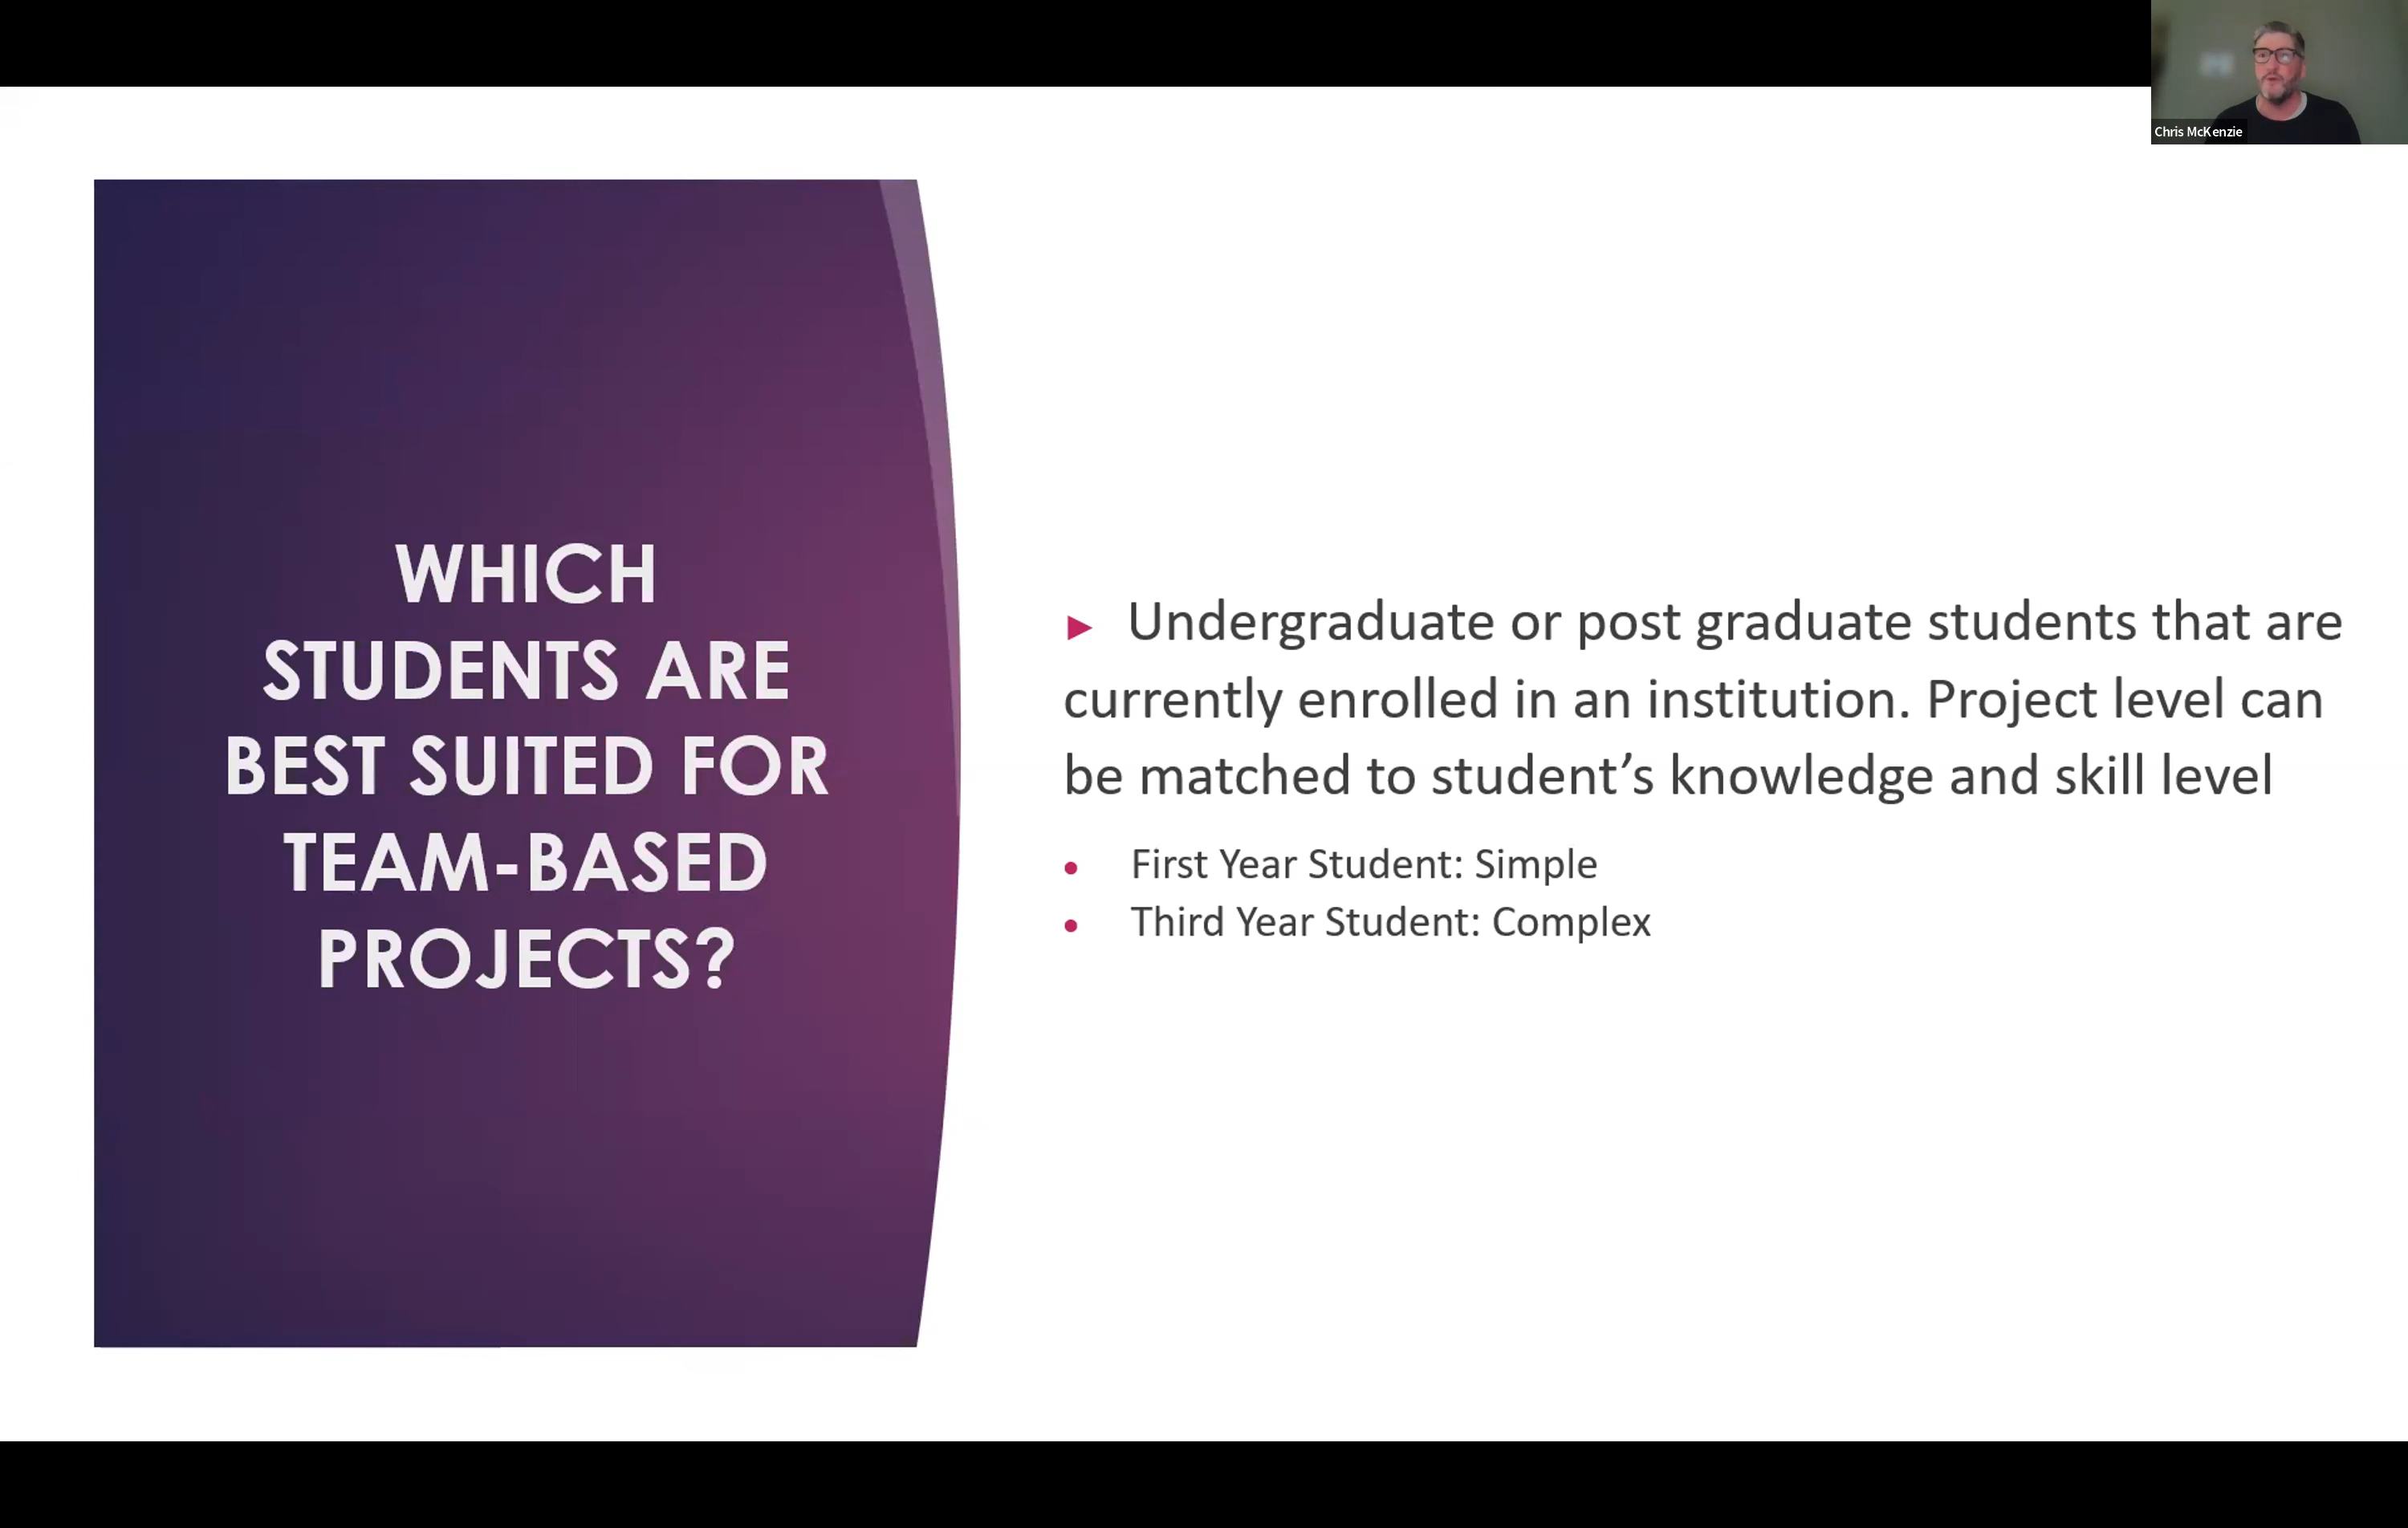 Chris McKenzie
WHICH
STUDENTS ARE
BEST SUITED FOR
TEAM-BASED
PROJECTS?
► Undergraduate or post graduate students that are
currently enrolled in an institution. Project level can
be matched to student’s knowledge and skill level
• First Year Student: Simple
• Third Year Student: Complex